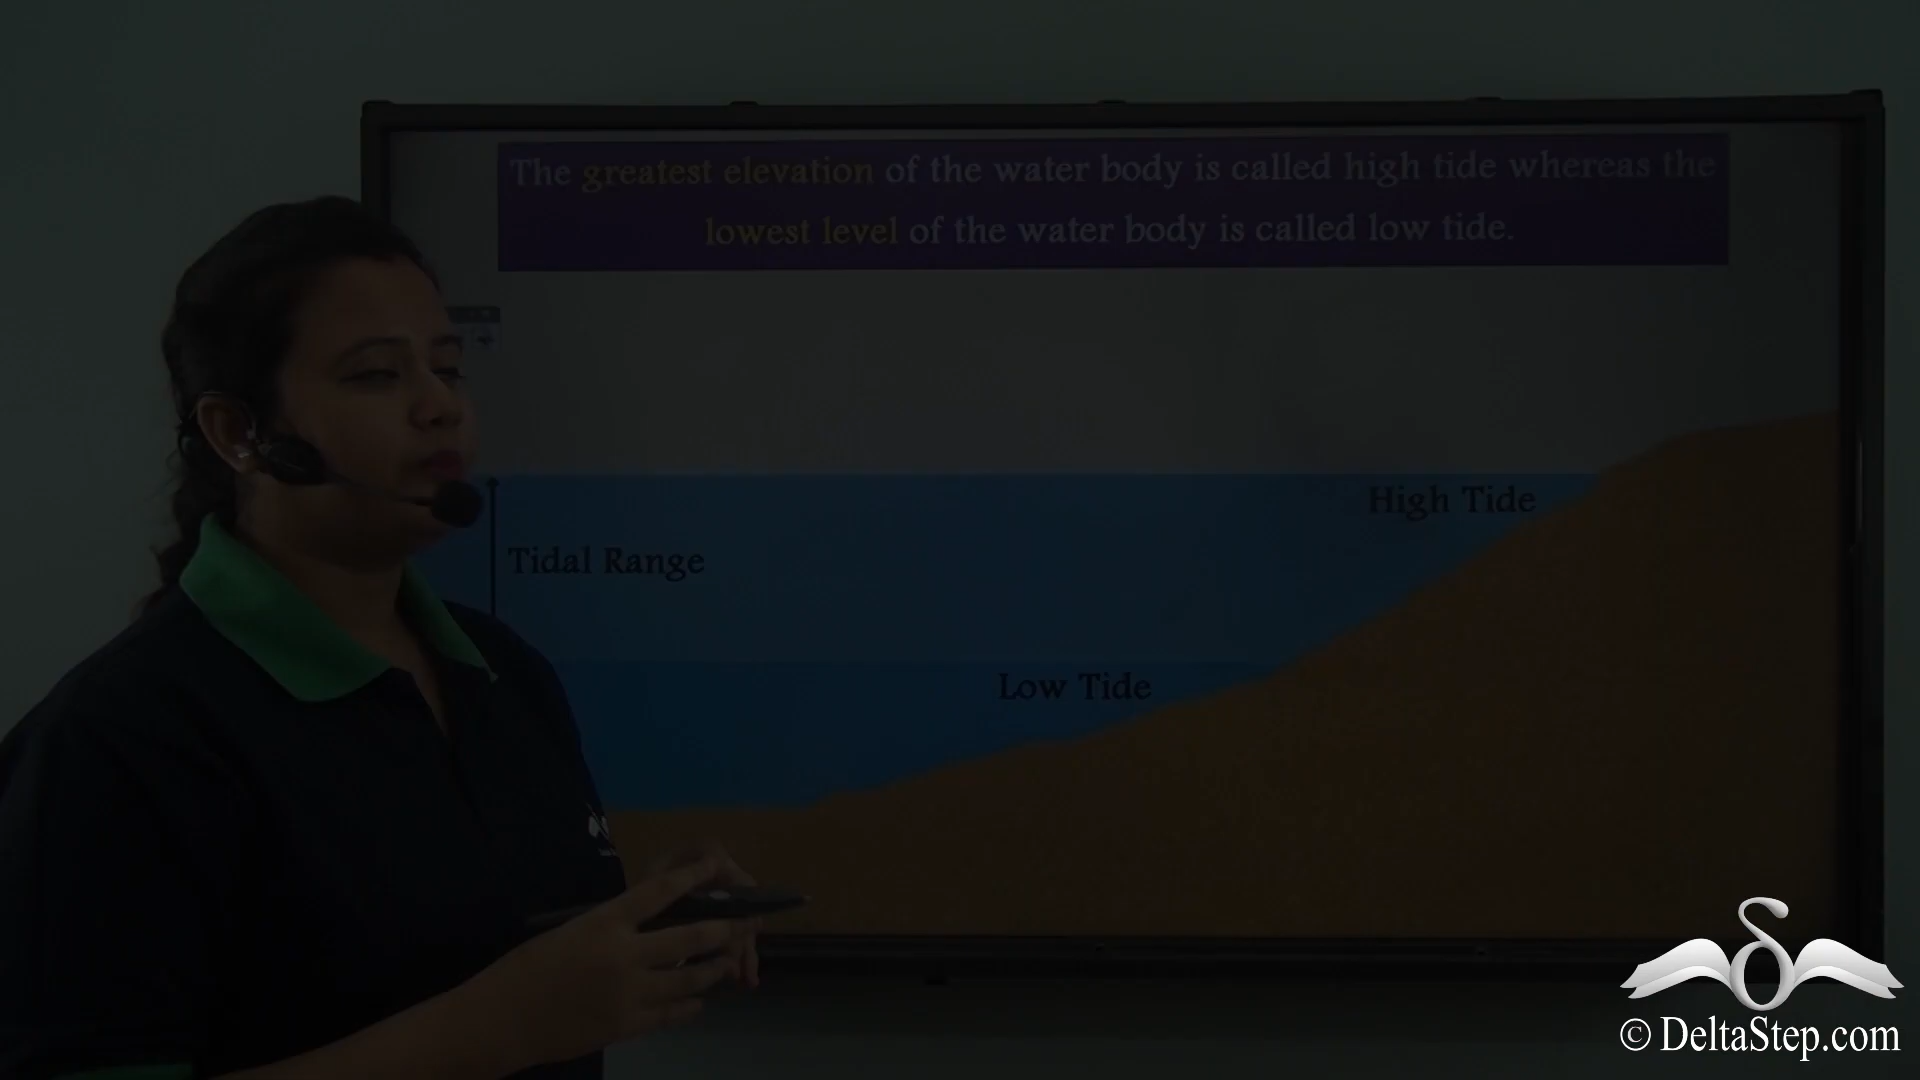 The greatest elevation of the water body is called high tide whereas the
lowest level of the water body is called low tide.
High Tide
Tidal Range
Low Tide
© DeltaStep.com